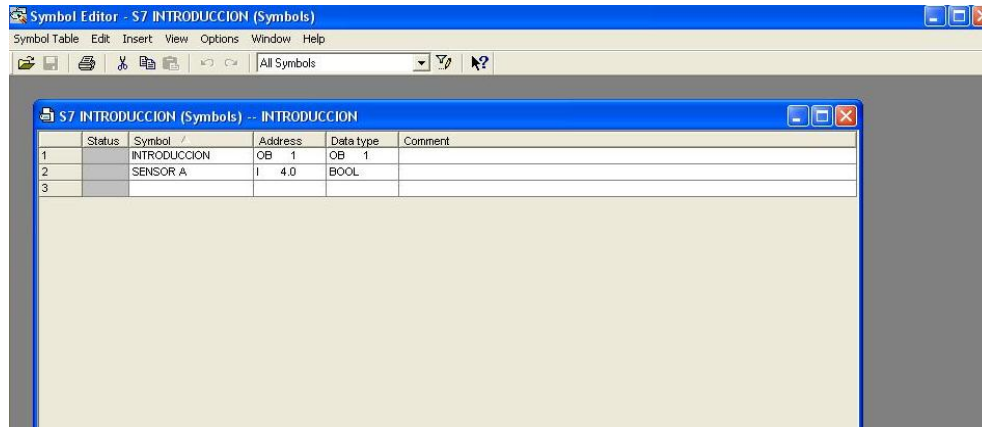 Symbol Editor - S7 INTRODUCCION (Symbols)
Symbol Table Edit Insert View Options Window Help
All Symbols
S7 INTRODUCCION (Symbols) -- INTRODUCCION
Status Symbol Address Data type Comment
1 INTRODUCCION OB 1 OB 1
2 SENSOR A I 4.0 BOOL
3